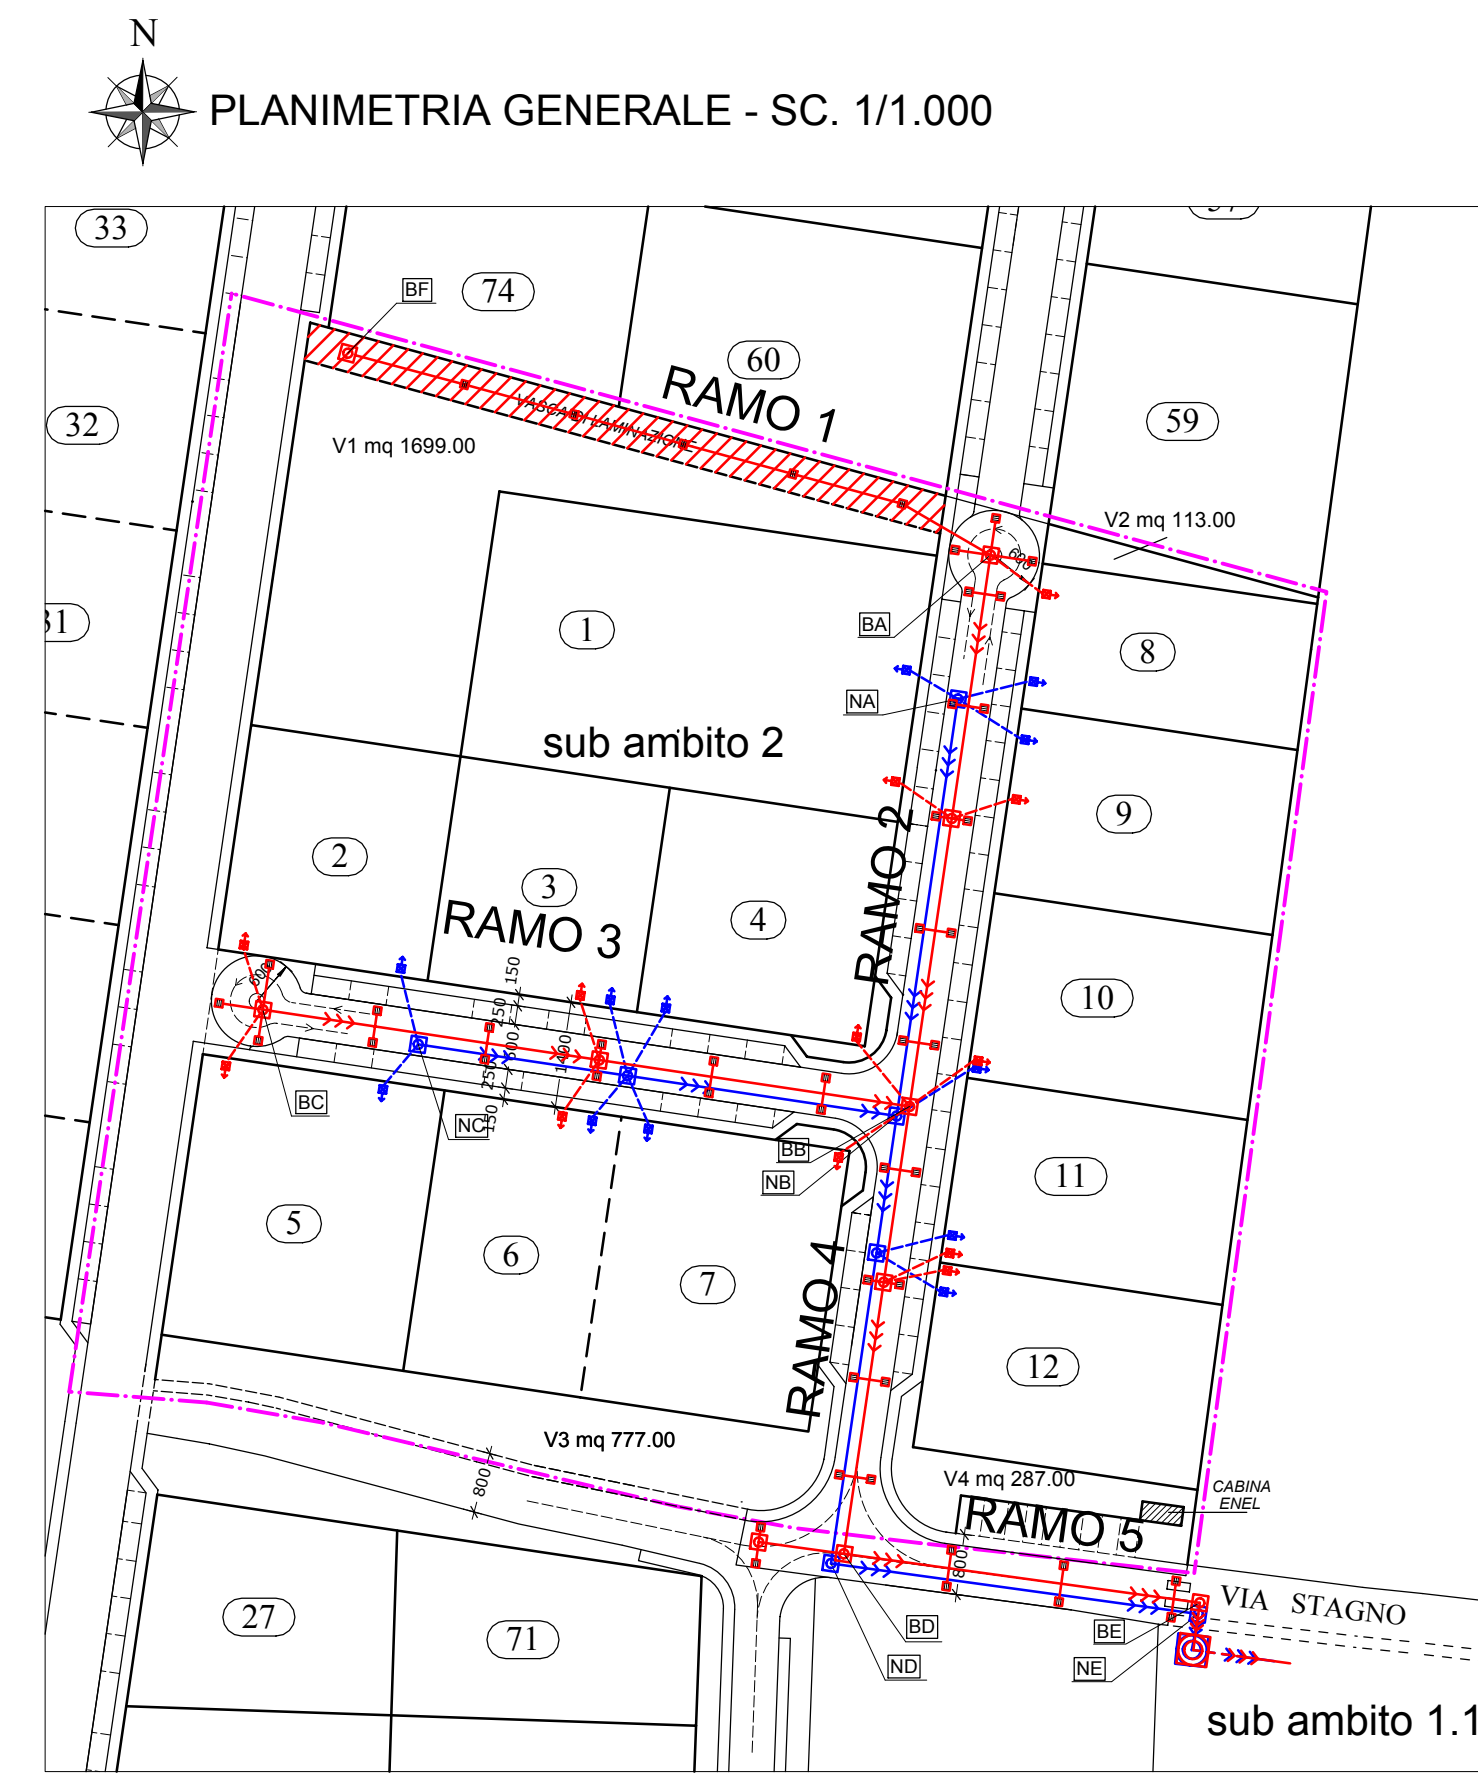 N
PLANIMETRIA GENERALE - SC. 1/1.000
33
BF
74
60
RAMO 1
59
32
VASCA DI LAMINAZIONE
V1 mq 1699.00
V2 mq 113.00
600
31
1
BA
8
NA
sub ambito 2
9
2
3
4
RAMO 2
RAMO 3
10
600
150
250
600
1400
250
150
BC
NC
BB
NB
11
5
6
7
RAMO 4
12
V3 mq 777.00
800
V4 mq 287.00
CABINA
ENEL
RAMO 5
800
VIA STAGNO
27
71
BD
BE
ND
NE
sub ambito 1.1